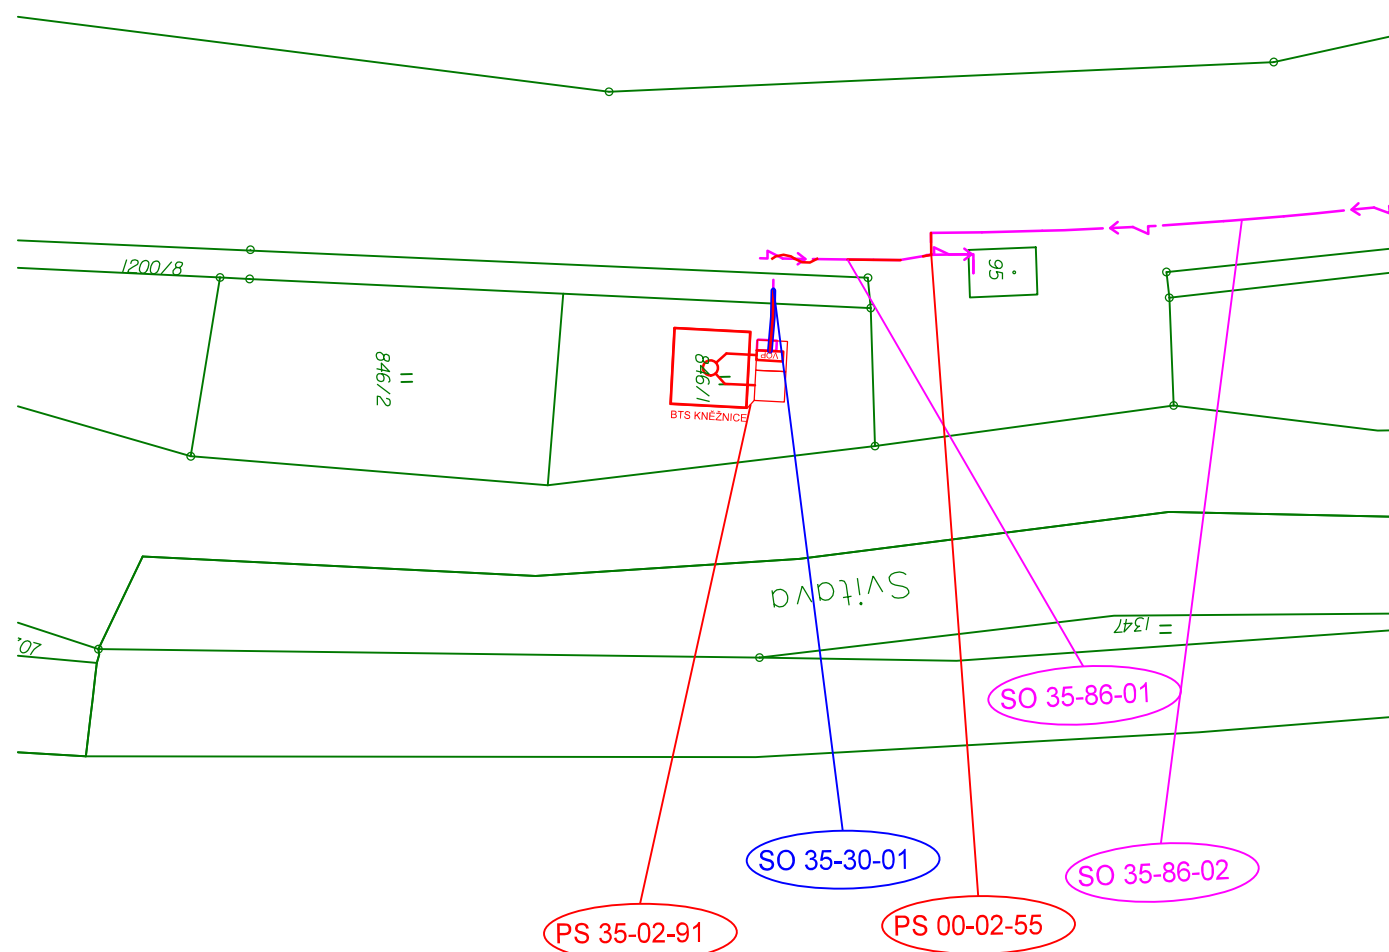 1200/8
95
846/2
846/1
VOP
BTS KNĚŽNICE
Svitava
1347
SO 35-86-01
SO 35-30-01
SO 35-86-02
PS 35-02-91
PS 00-02-55